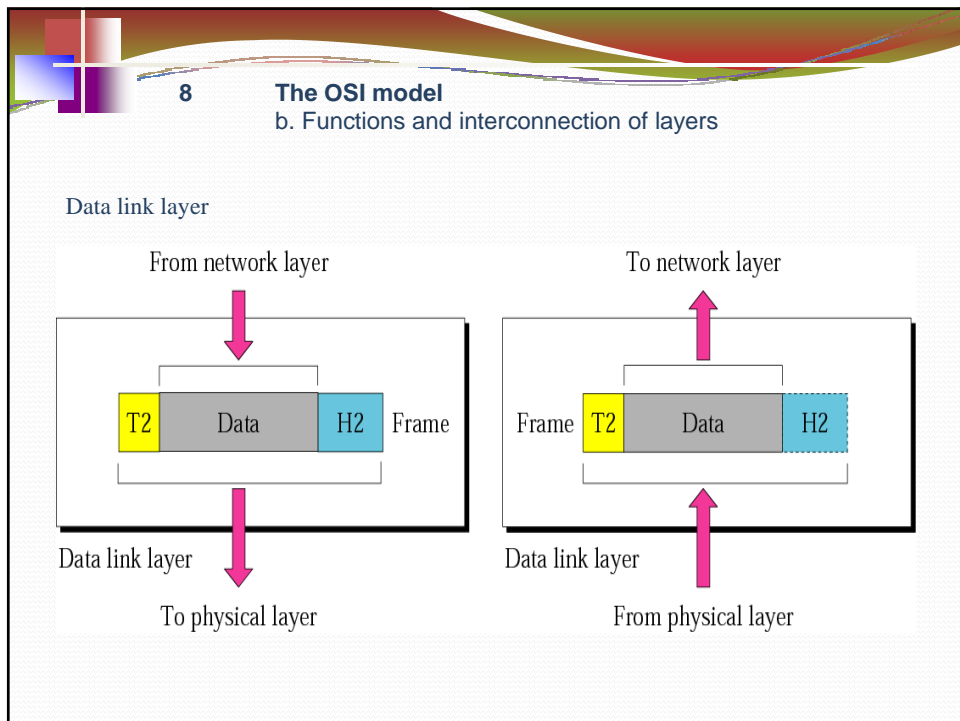 8 The OSI model
b. Functions and interconnection of layers
Data link layer
From network layer
T2 Data H2 Frame
Data link layer
To physical layer
To network layer
Frame T2 Data H2
Data link layer
From physical layer